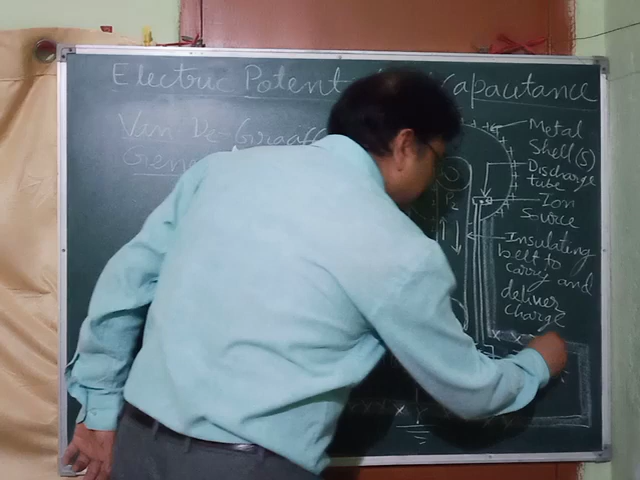 Electric Potent Capacitance
Van De-Graaff
Gene
Metal
Shell(S)
Discharge
tube
Ion
Source
Insulating
belt to
carry and
deliver
charge